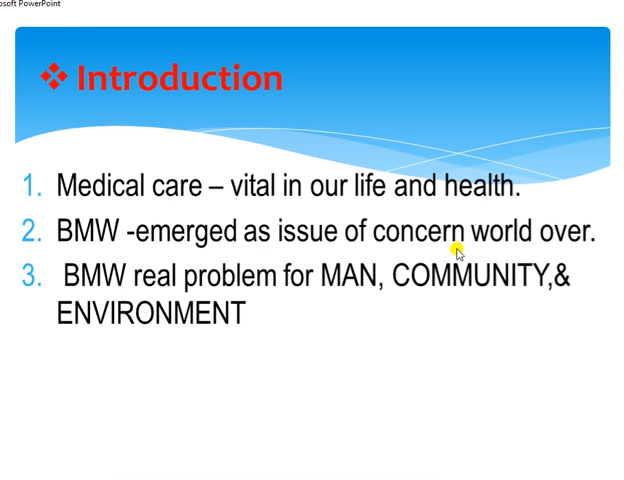 osoft PowerPoint
❖ Introduction
1. Medical care – vital in our life and health.
2. BMW -emerged as issue of concern world over.
3. BMW real problem for MAN, COMMUNITY,&
ENVIRONMENT